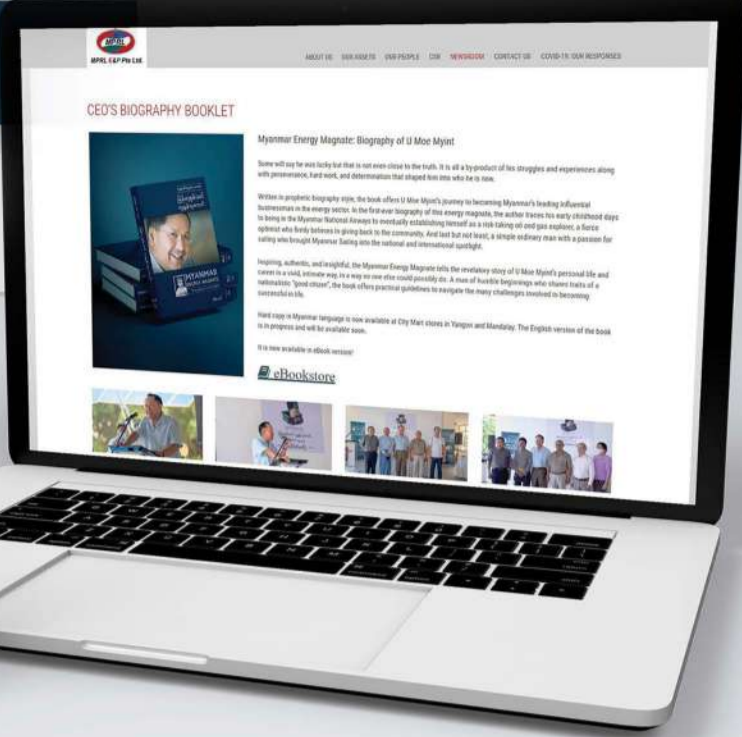 MPRL
MPRL E&P Pte Ltd.
ABOUT US OUR ASSETS OUR PEOPLE CSR NEWSROOM CONTACT US COVID-19: OUR RESPONSES
CEO'S BIOGRAPHY BOOKLET
Myanmar Energy Magnate: Biography of U Moe Myint
Some will say he was lucky but that is not even close to the truth. It is all a by-product of his struggles and experiences along
with perseverance, hard work, and determination that shaped him into who he is now.
Written in prophetic biography style, the book offers U Moe Myint's journey to becoming Myanmar's leading influential
businessman in the energy sector. In the first-ever biography of this energy magnate, the author traces his early childhood days
to being in the Myanmar National Airways to eventually establishing himself as a risk-taking oil and gas explorer, a fierce
optimist who firmly believes in giving back to the community. And last but not least, a simple ordinary man with a passion for
sailing who brought Myanmar Sailing into the national and international spotlight.
Inspiring, authentic, and insightful, the Myanmar Energy Magnate tells the revelatory story of U Moe Myint's personal life and
career in a vivid, intimate way, in a way no one else could possibly do. A man of humble beginnings who shares traits of a
nationalistic "good citizen", the book offers practical guidelines to navigate the many challenges involved in becoming
successful in life.
Hard copy in Myanmar language is now available at City Mart stores in Yangon and Mandalay. The English version of the book
is in progress and will be available soon.
It is now available in eBook version!
eBookstore
MYANMAR